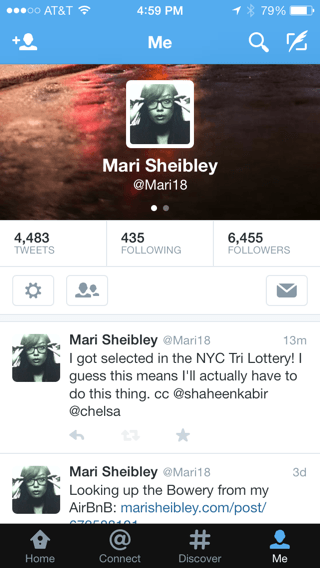 AT&T 4:59 PM 79%
Me
Mari Sheibley
@Mari18
4,483 435 6,455
TWEETS FOLLOWING FOLLOWERS
Mari Sheibley @Mari18 13m
I got selected in the NYC Tri Lottery! I
guess this means I'll actually have to
do this thing. cc @shaheenkabir
@chelsa
Mari Sheibley @Mari18 3d
Looking up the Bowery from my
AirBnB: marisheibley.com/post/
Home Connect Discover Me